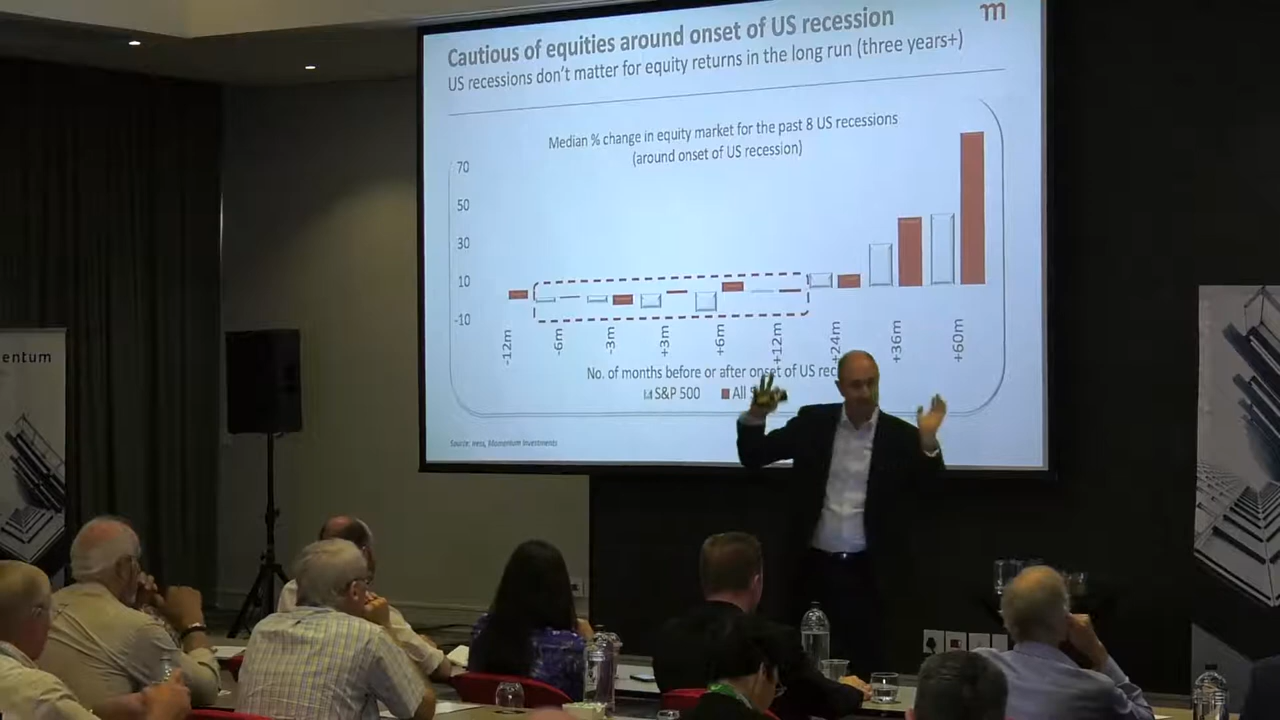 Cautious of equities around onset of US recession
m
US recessions don't matter for equity returns in the long run (three years+)
Median % change in equity market for the past 8 US recessions
(around onset of US recession)
70
50
30
10
-10
-12m
-6m
-3m
+3m
+6m
+12m
+24m
+36m
+60m
No. of months before or after onset of US rec
S&P 500
All
Source: Iress, Momentum Investments
entum